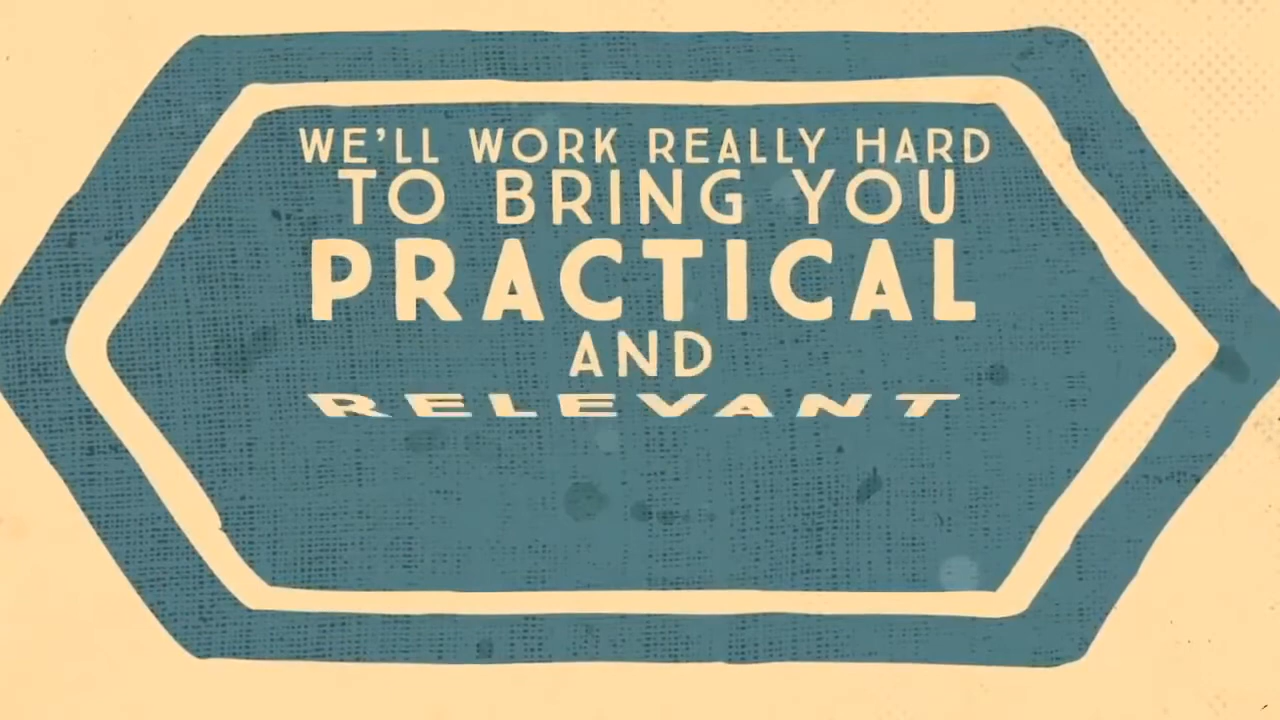 WE'LL WORK REALLY HARD
TO BRING YOU
PRACTICAL
AND
RELEVANT